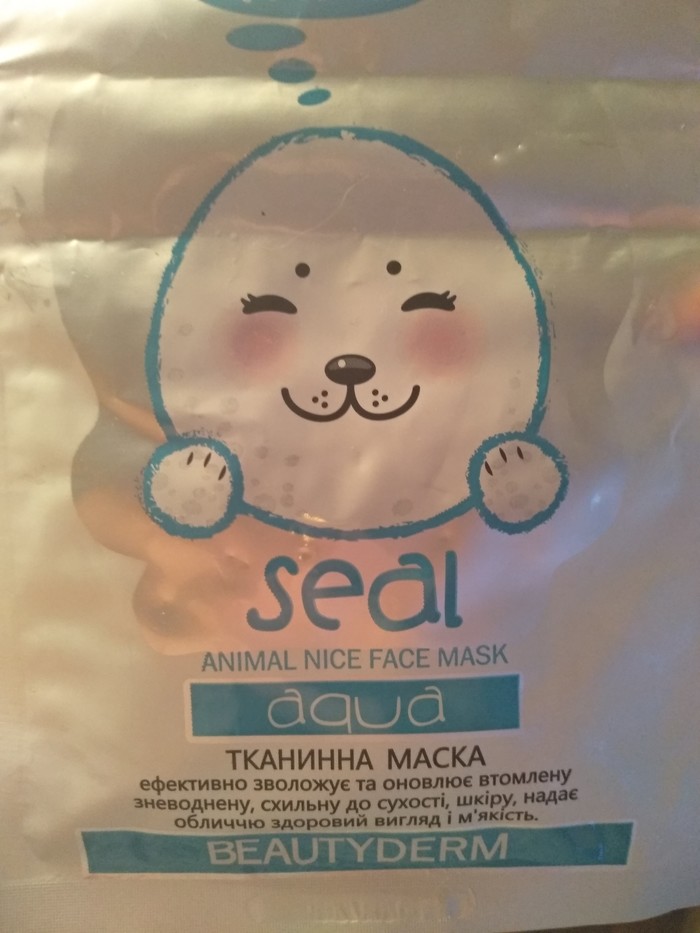 seal
ANIMAL NICE FACE MASK
aqua
ТКАНИННА МАСКА
ефективно зволожує та оновлює втомлену
зневоднену, схильну до сухості, шкіру, надає
обличчю здоровий вигляд і м'якість.
BEAUTYDERM